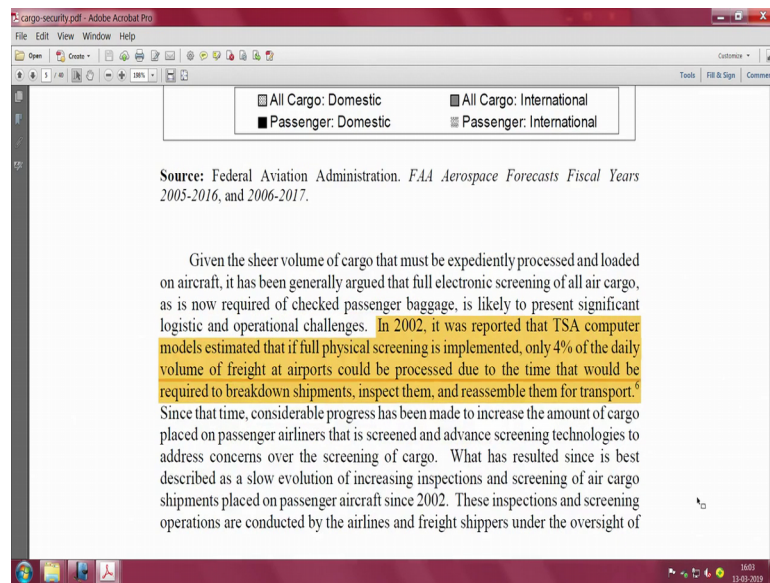 cargo-security.pdf - Adobe Acrobat Pro
File Edit View Window Help
Open Create Customize
5 / 40 198% Tools Fill & Sign Comme
All Cargo: Domestic All Cargo: International
Passenger: Domestic Passenger: International
Source: Federal Aviation Administration. FAA Aerospace Forecasts Fiscal Years
2005-2016, and 2006-2017.
Given the sheer volume of cargo that must be expediently processed and loaded
on aircraft, it has been generally argued that full electronic screening of all air cargo,
as is now required of checked passenger baggage, is likely to present significant
logistic and operational challenges. In 2002, it was reported that TSA computer
models estimated that if full physical screening is implemented, only 4% of the daily
volume of freight at airports could be processed due to the time that would be
required to breakdown shipments, inspect them, and reassemble them for transport.6
Since that time, considerable progress has been made to increase the amount of cargo
placed on passenger airliners that is screened and advance screening technologies to
address concerns over the screening of cargo. What has resulted since is best
described as a slow evolution of increasing inspections and screening of air cargo
shipments placed on passenger aircraft since 2002. These inspections and screening
operations are conducted by the airlines and freight shippers under the oversight of
16:03
13-03-2019